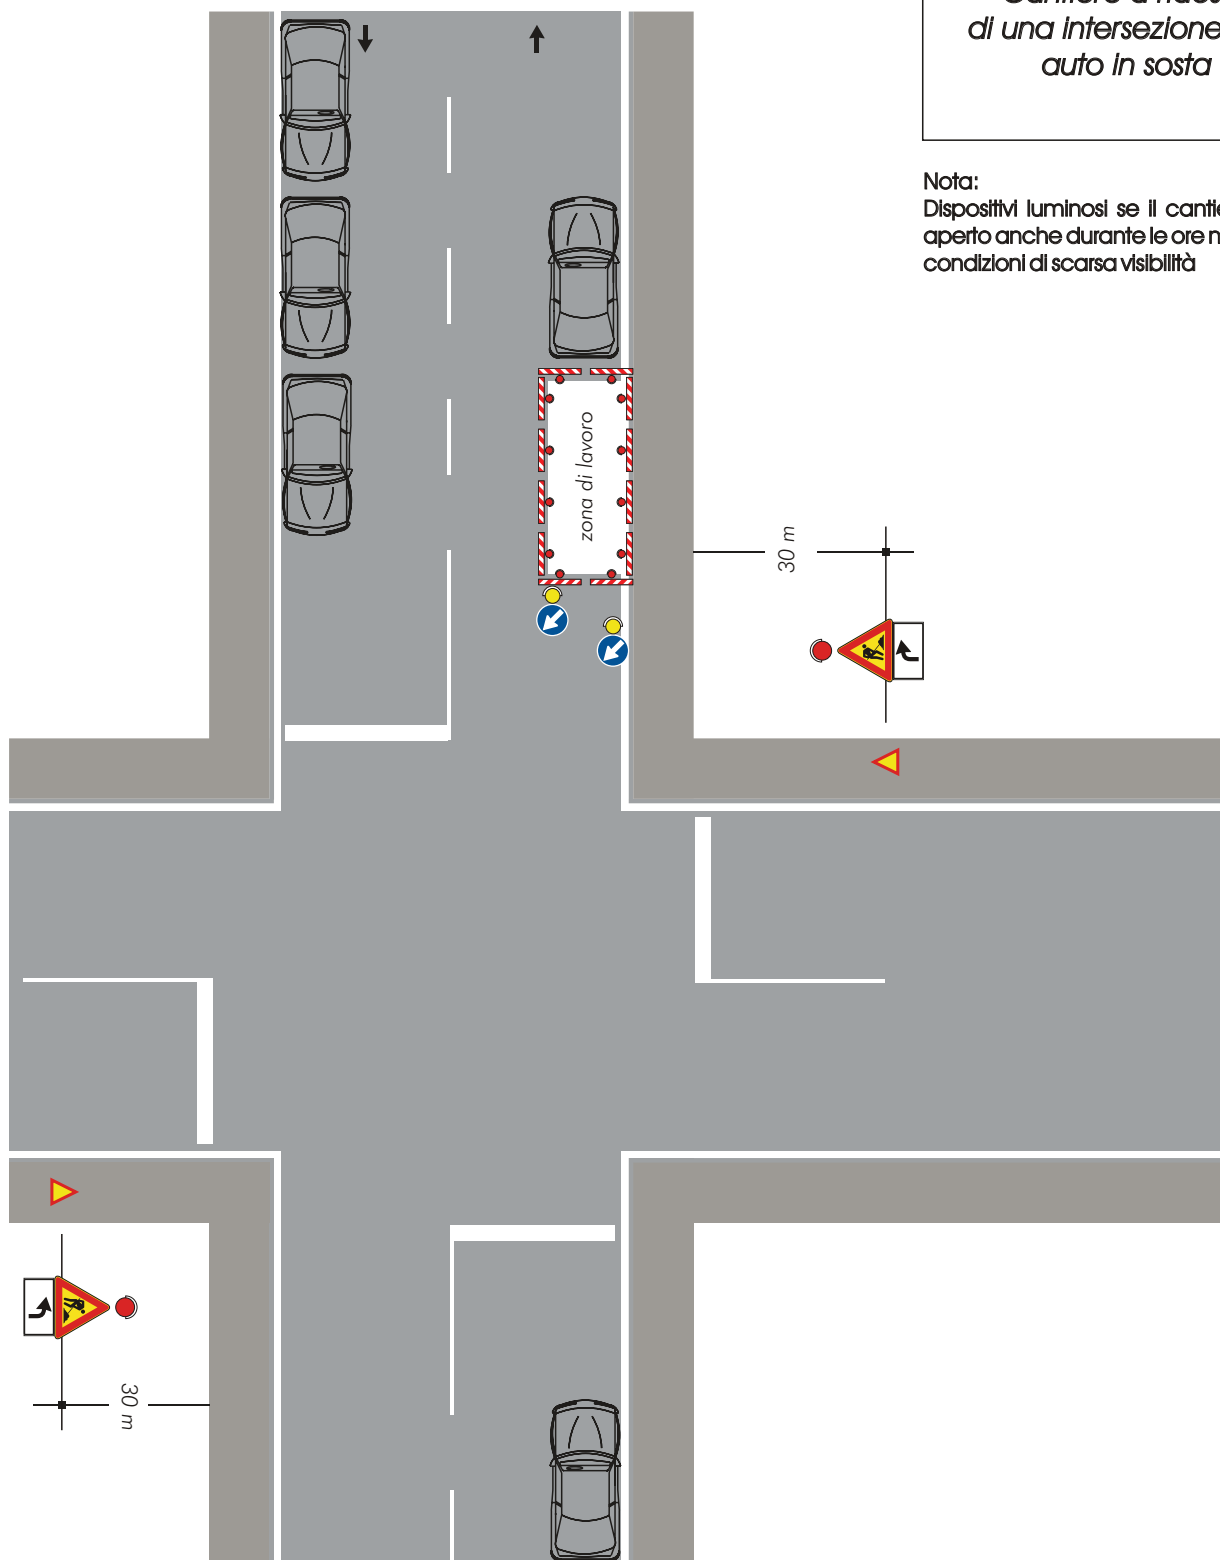 di una intersezione
auto in sosta
Nota:
Dispositivi luminosi se il
aperto anche durante le ore
condizioni di scarsa visibilità
zona di lavoro
30 m
30 m